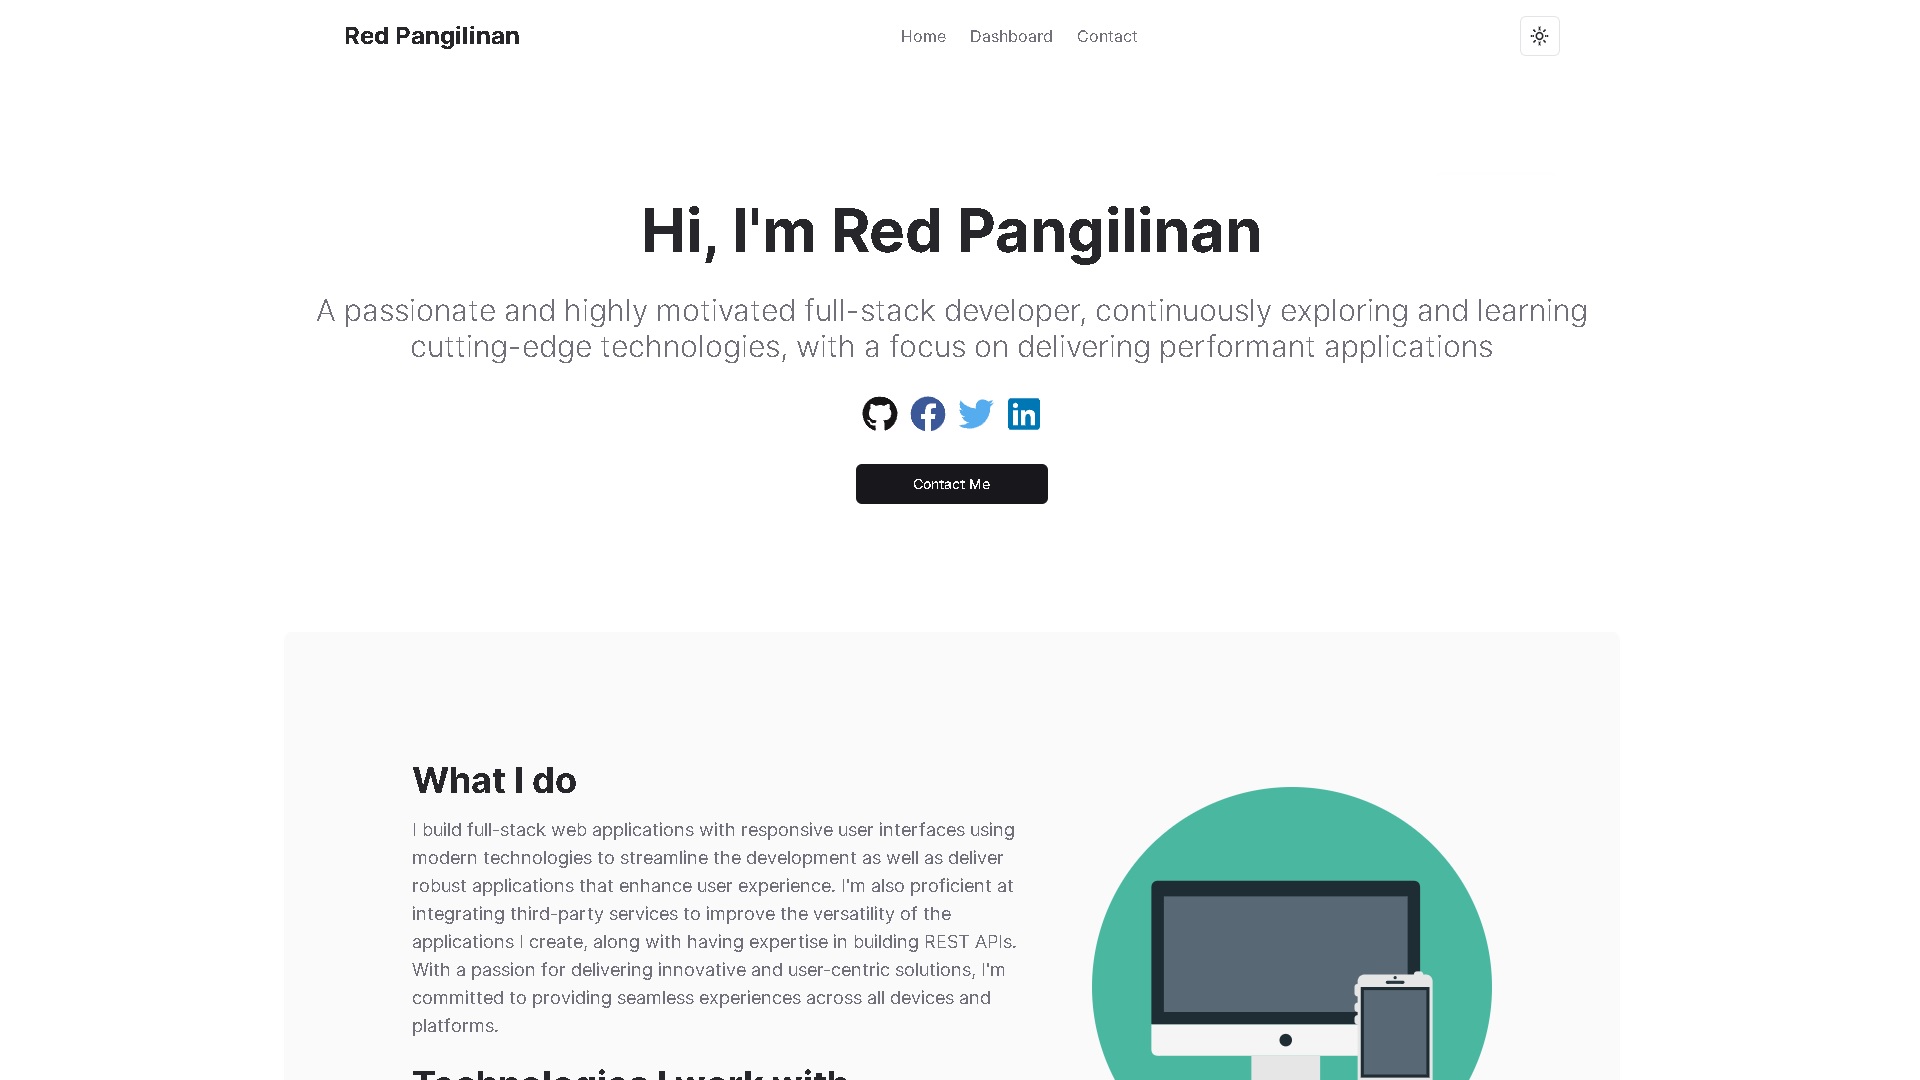 Red Pangilinan
Home
Dashboard
Contact
Hi, I'm Red Pangilinan
A passionate and highly motivated full-stack developer, continuously exploring and learning
cutting-edge technologies, with a focus on delivering performant applications
Contact Me
What I do
I build full-stack web applications with responsive user interfaces using
modern technologies to streamline the development as well as deliver
robust applications that enhance user experience. I'm also proficient at
integrating third-party services to improve the versatility of the
applications I create, along with having expertise in building REST APIs.
With a passion for delivering innovative and user-centric solutions, I'm
committed to providing seamless experiences across all devices and
platforms.
Technologies I work with